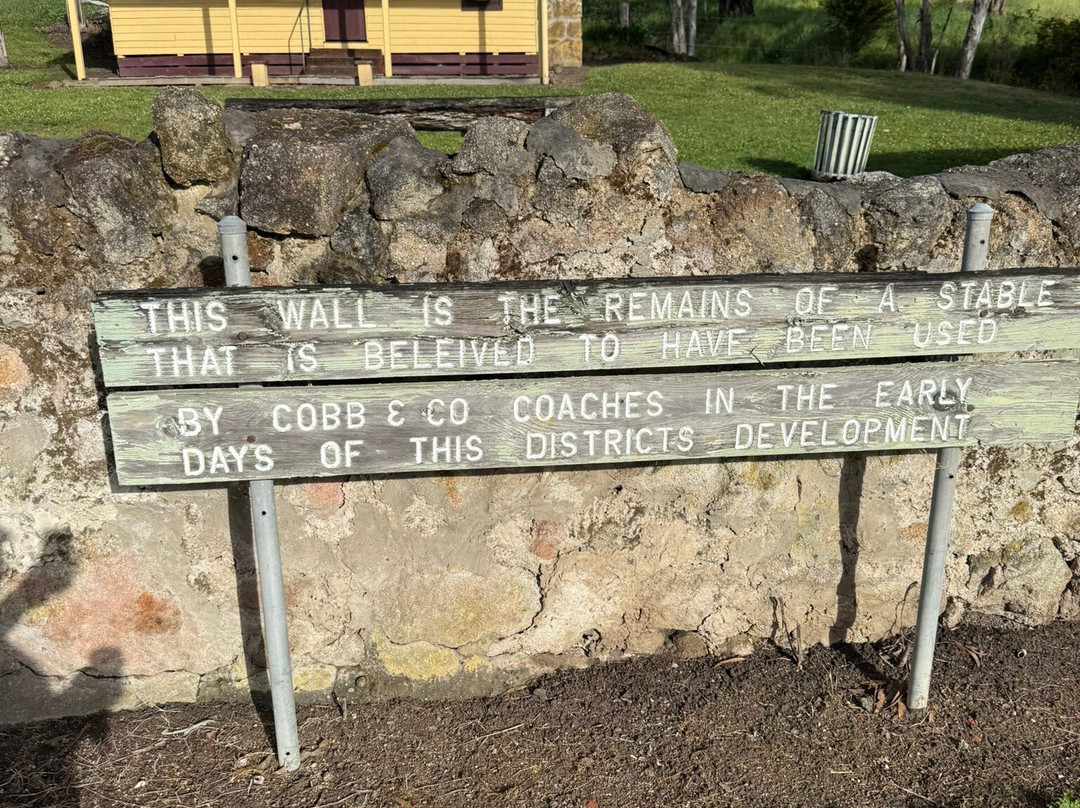 THIS WALL IS THE REMAINS OF A STABLE
THAT IS BELEIVED TO HAVE BEEN USED
BY COBB & CO COACHES IN THE EARLY
DAYS OF THIS DISTRICTS DEVELOPMENT